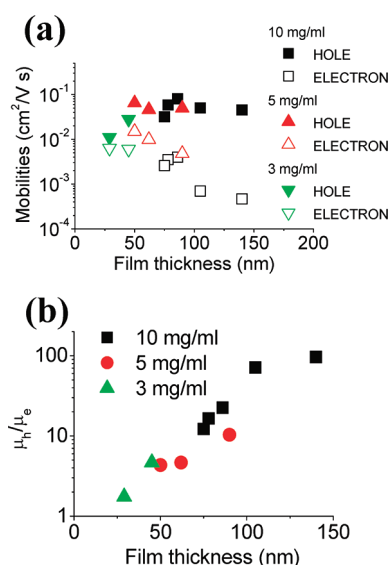 (a)
10 mg/ml
HOLE
ELECTRON
5 mg/ml
HOLE
ELECTRON
3 mg/ml
HOLE
ELECTRON
Mobilities (cm²/V s)
10⁻¹
10⁻²
10⁻³
10⁻⁴
0 50 100 150 200
Film thickness (nm)
(b)
10 mg/ml
5 mg/ml
3 mg/ml
μh/μe
100
10
1
0 50 100 150
Film thickness (nm)